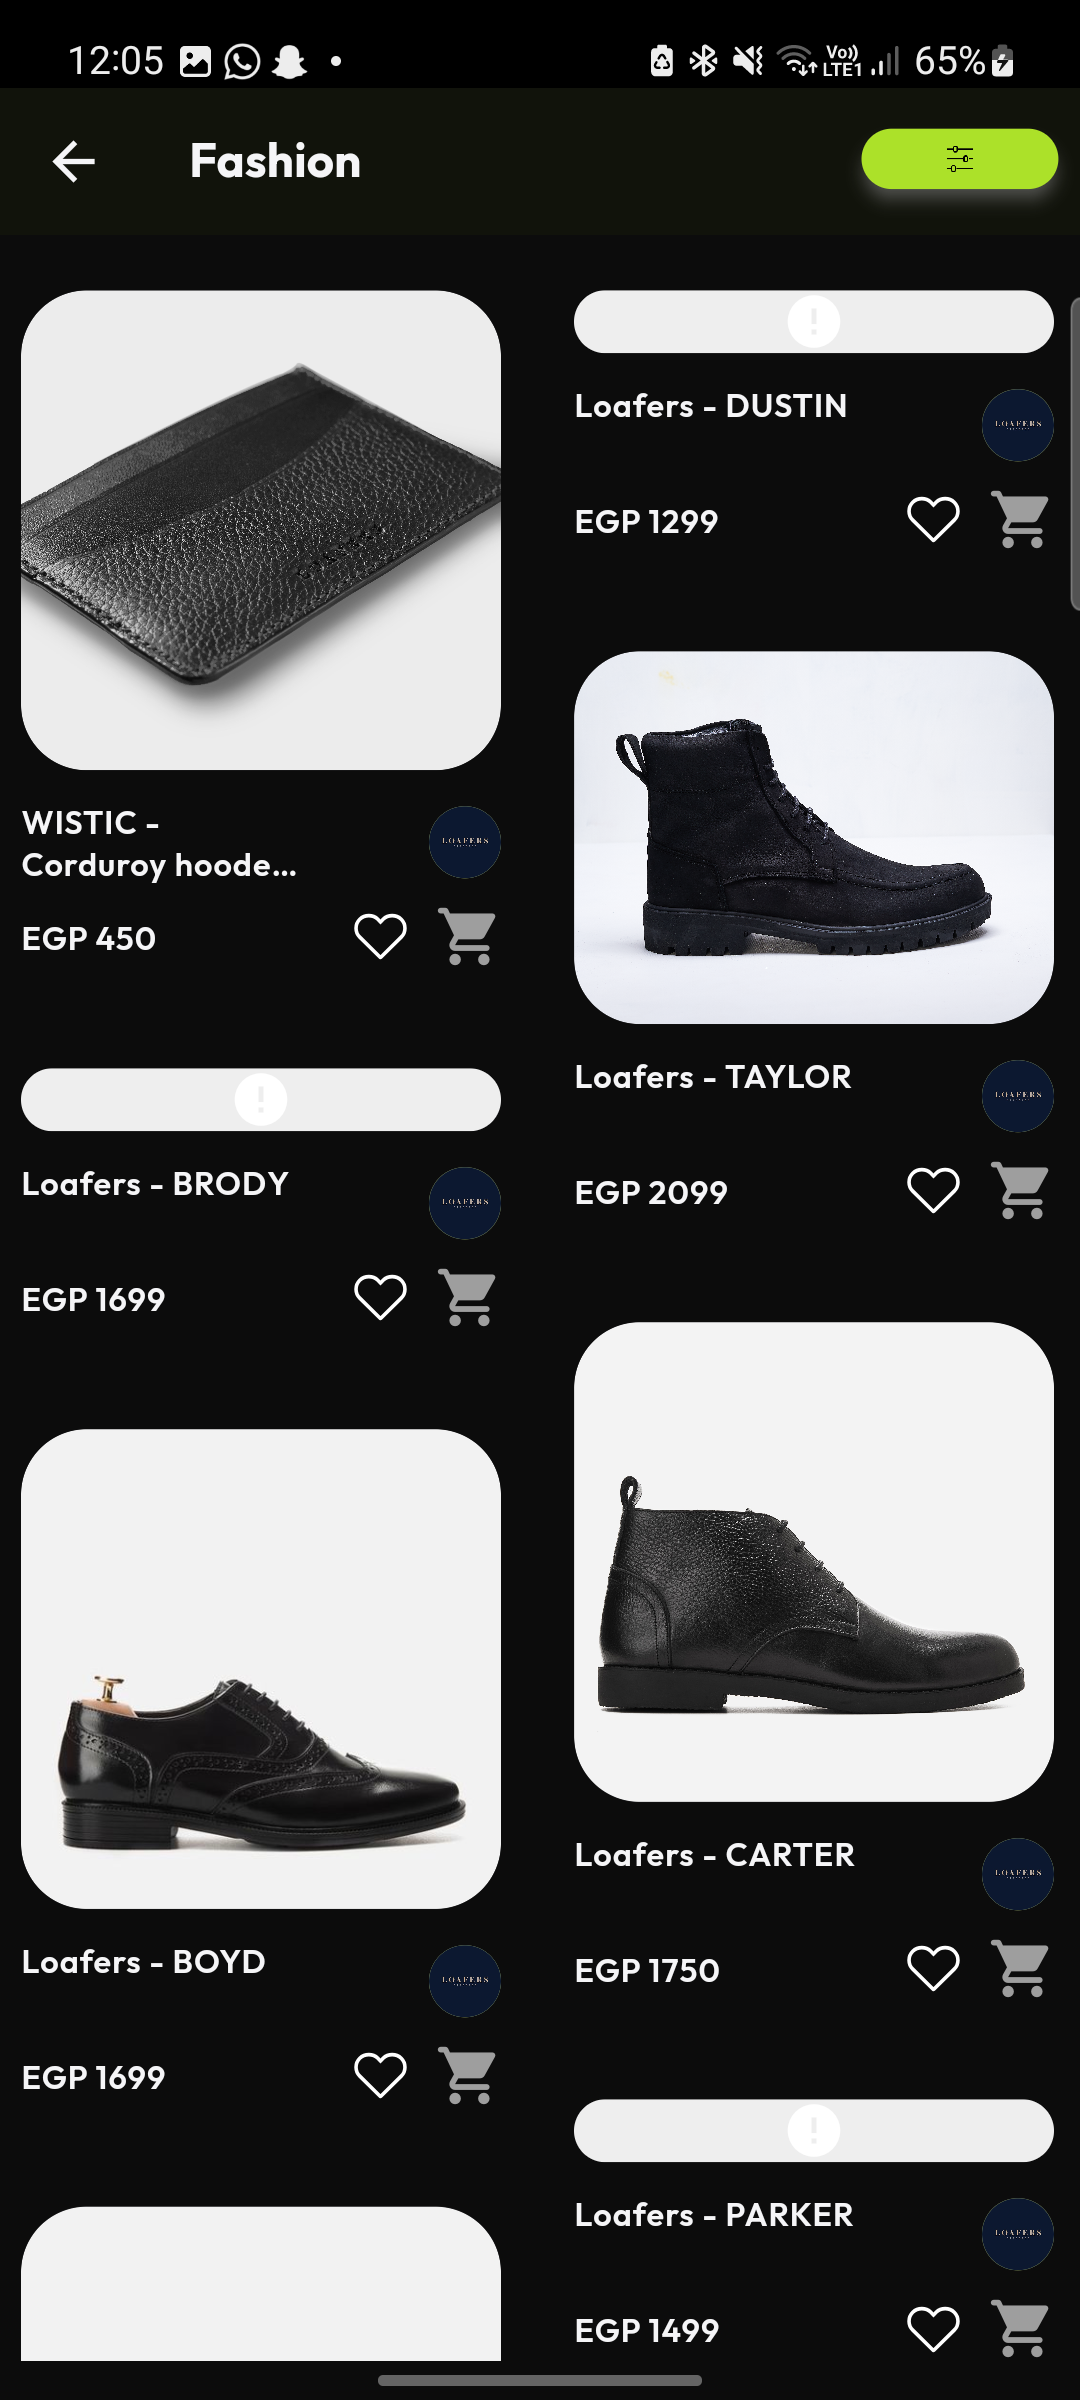 12:05
Vo))
LTE1
65%
Fashion
WISTIC -
Corduroy hoode...
LOAFERS
EGP 450
Loafers - DUSTIN
LOAFERS
EGP 1299
Loafers - TAYLOR
LOAFERS
EGP 2099
Loafers - BRODY
LOAFERS
EGP 1699
Loafers - CARTER
LOAFERS
EGP 1750
Loafers - BOYD
LOAFERS
EGP 1699
Loafers - PARKER
LOAFERS
EGP 1499